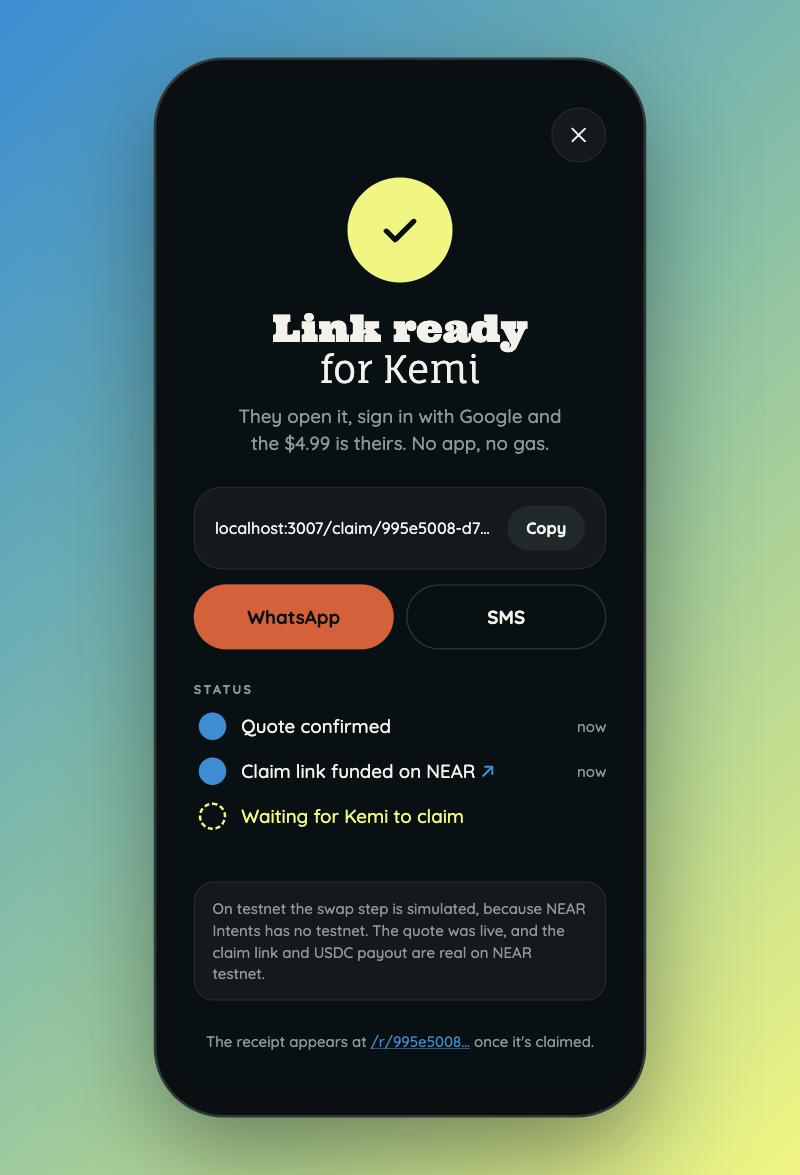 Link ready
for Kemi
They open it, sign in with Google and
the $4.99 is theirs. No app, no gas.
localhost:3007/claim/995e5008-d7... Copy
WhatsApp SMS
STATUS
Quote confirmed now
Claim link funded on NEAR ↗ now
Waiting for Kemi to claim
On testnet the swap step is simulated, because NEAR
Intents has no testnet. The quote was live, and the
claim link and USDC payout are real on NEAR
testnet.
The receipt appears at /r/995e5008... once it's claimed.